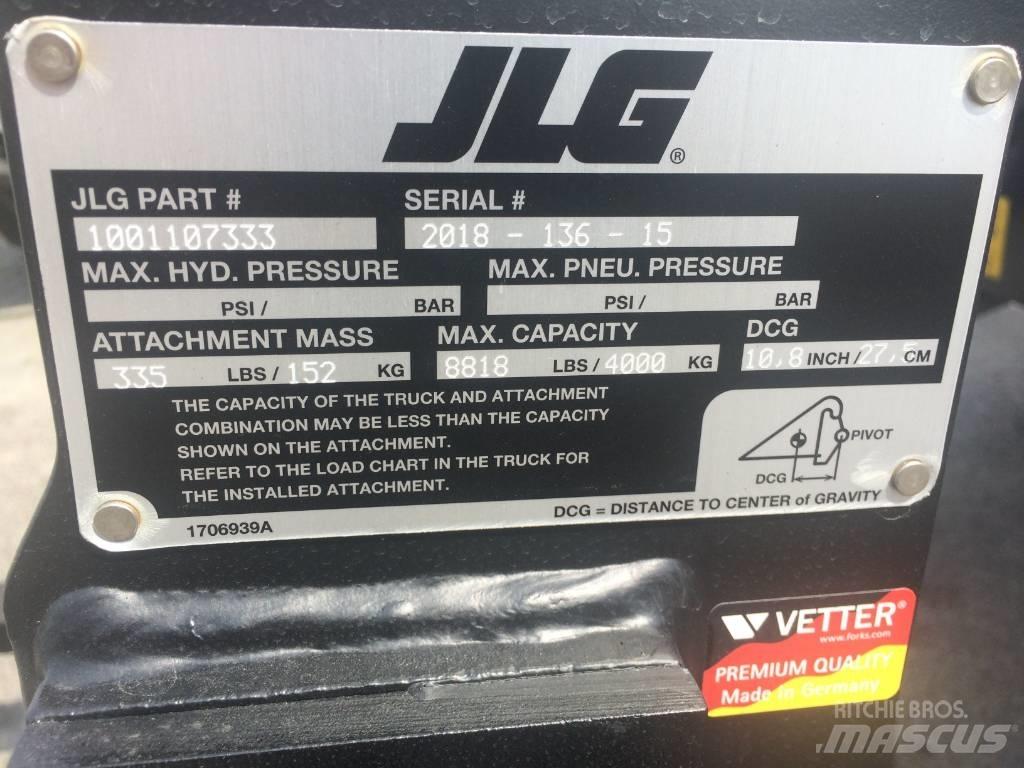 JLG®
JLG PART # SERIAL #
1001107333 2018 - 136 - 15
MAX. HYD. PRESSURE MAX. PNEU. PRESSURE
PSI / BAR PSI / BAR
ATTACHMENT MASS MAX. CAPACITY DCG
335 LBS / 152 KG 8818 LBS / 4000 KG 10,8 INCH / 27,5 CM
THE CAPACITY OF THE TRUCK AND ATTACHMENT
COMBINATION MAY BE LESS THAN THE CAPACITY
SHOWN ON THE ATTACHMENT.
REFER TO THE LOAD CHART IN THE TRUCK FOR
THE INSTALLED ATTACHMENT.
PIVOT
DCG
1706939A
DCG = DISTANCE TO CENTER of GRAVITY
VETTER®
www.forks.com
PREMIUM QUALITY
Made in Germany
RITCHIE BROS.
MASCUS